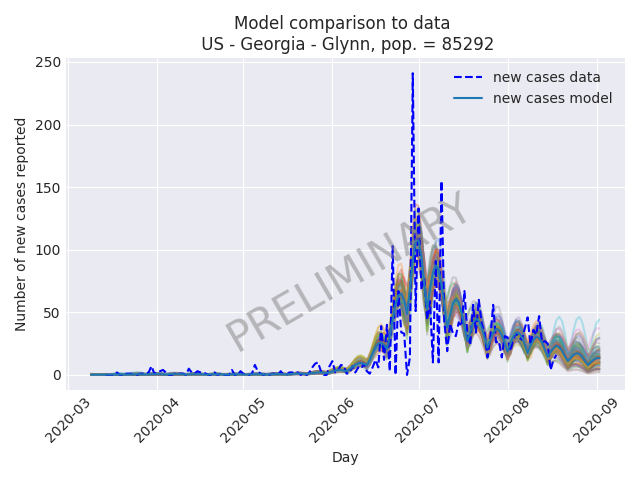 Model comparison to data
US - Georgia - Glynn, pop. = 85292
250
200
150
100
50
0
Number of new cases reported
new cases data
new cases model
PRELIMINARY
2020-03
2020-04
2020-05
2020-06
2020-07
2020-08
2020-09
Day